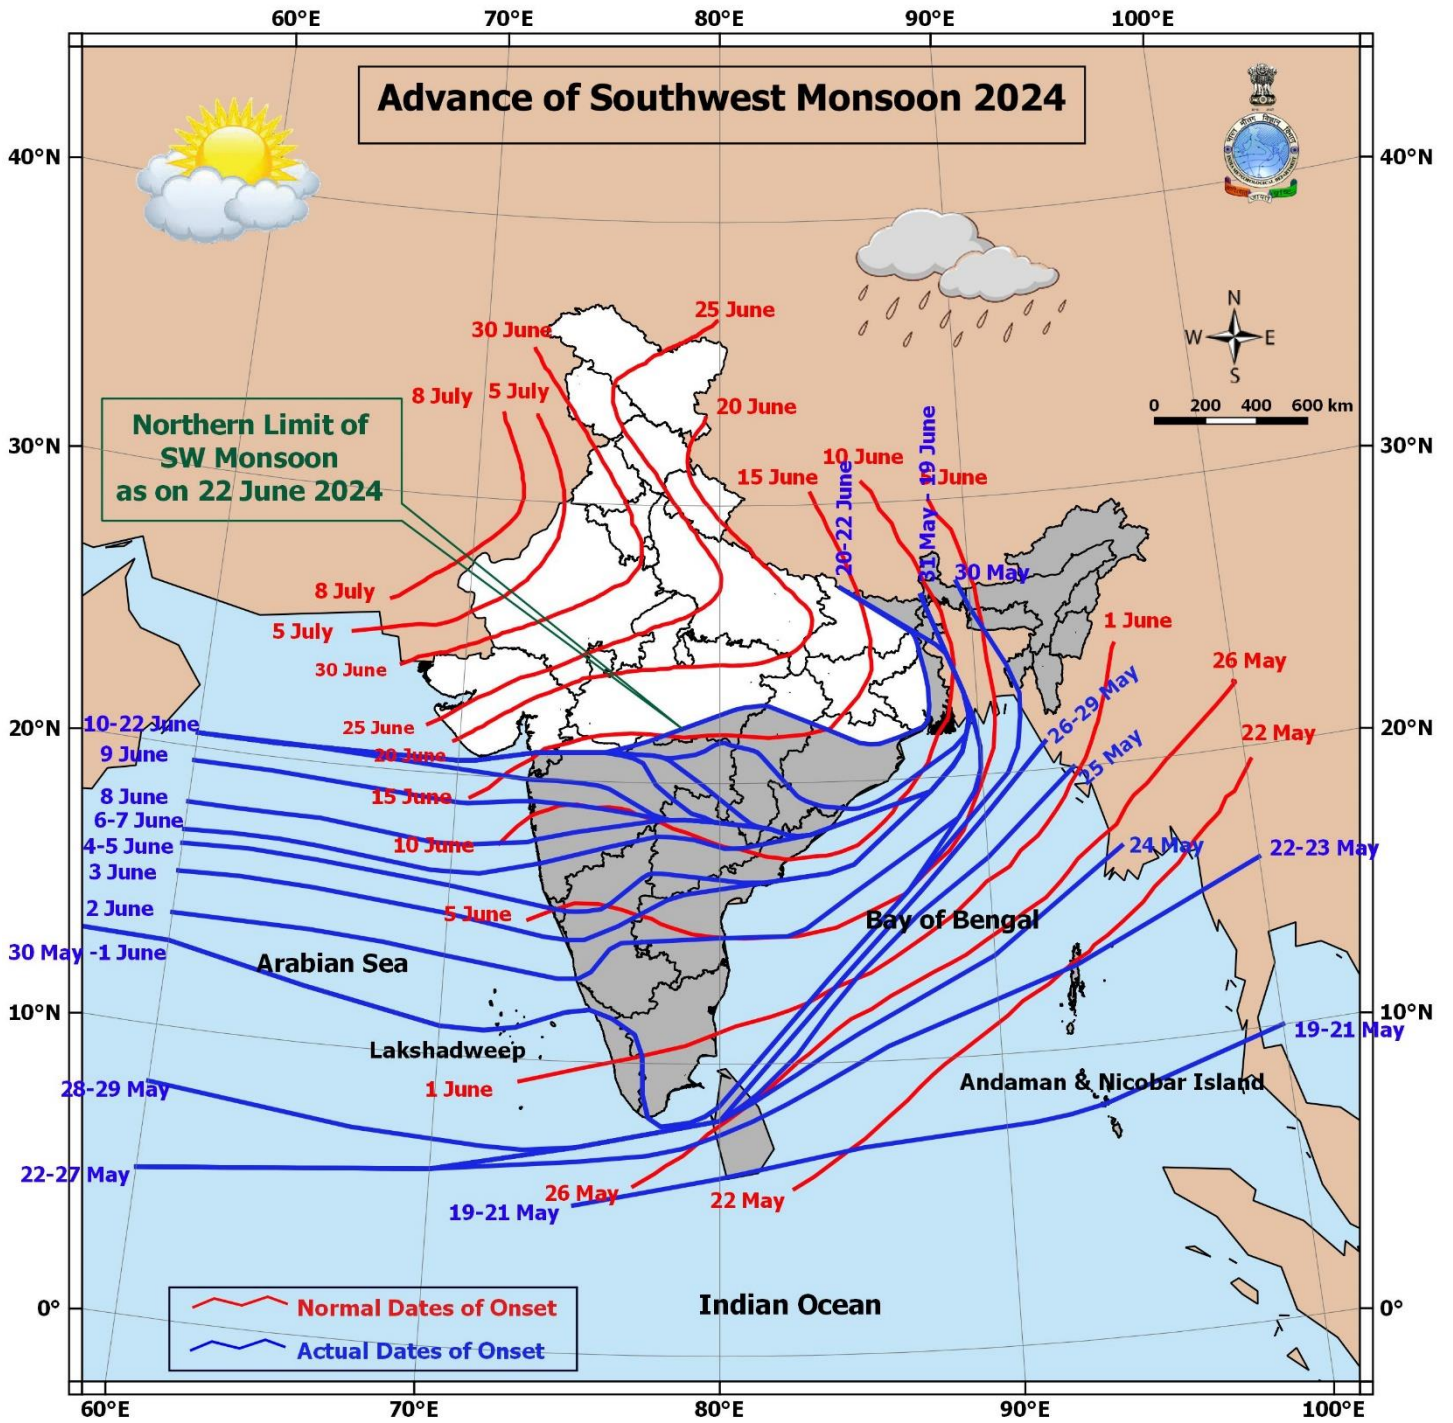 60°E 70°E 80°E 90°E 100°E
Advance of Southwest Monsoon 2024
40°N 40°N
N
W E
S
25 June
30 June
8 July 5 July
20 June
0 200 400 600 km
Northern Limit of
SW Monsoon
as on 22 June 2024
30°N 30°N
10 June
15 June
June
20-22 June
31 May - 19 June
30 May
8 July
5 July
30 June
1 June
26 May
26-29 May
25 May
22 May
10-22 June
25 June
20°N 20°N
9 June
20 June
8 June
15 June
6-7 June
4-5 June
10 June
24 May
22-23 May
3 June
2 June
5 June
Bay of Bengal
30 May -1 June
Arabian Sea
10°N 10°N
19-21 May
Lakshadweep
Andaman & Nicobar Island
28-29 May
1 June
22-27 May
26 May
22 May
19-21 May
Indian Ocean
0° 0°
Normal Dates of Onset
Actual Dates of Onset
60°E 70°E 80°E 90°E 100°E